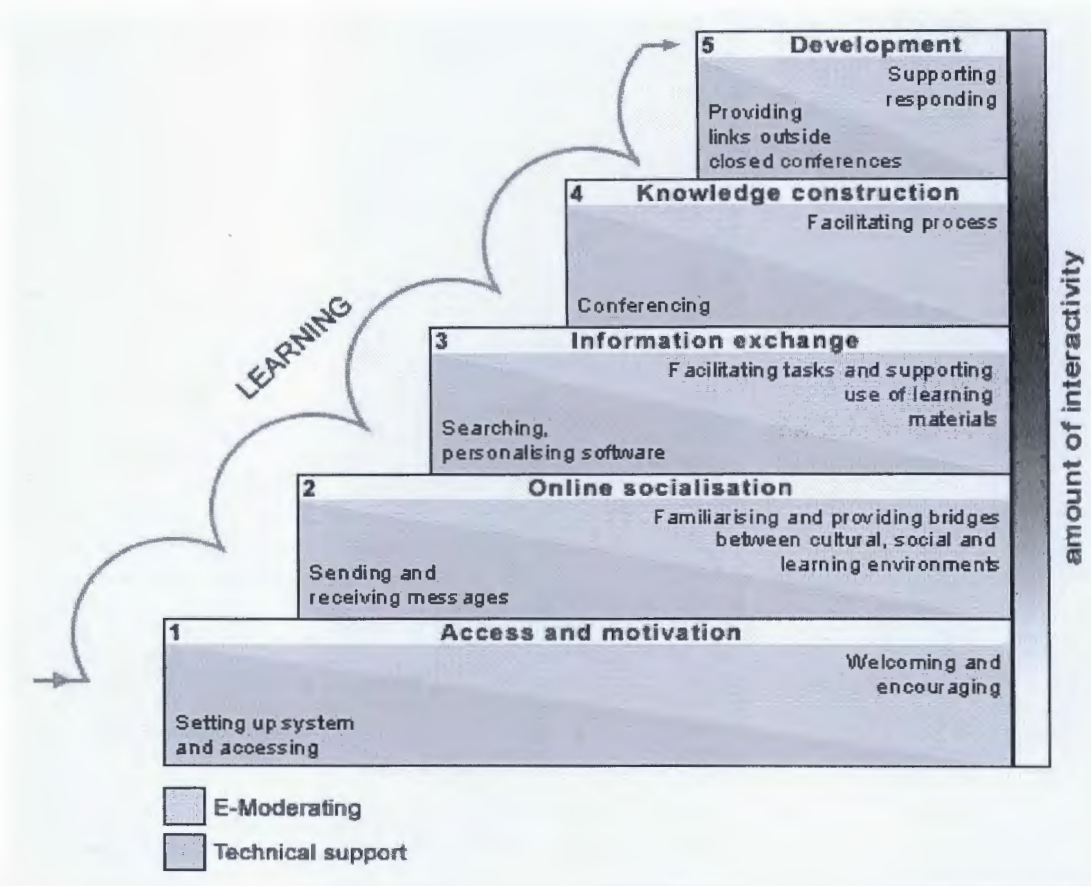 5 Development
Supporting
responding
Providing
links outside
closed conferences
4 Knowledge construction
Facilitating process
Conferencing
3 Information exchange
Facilitating tasks and supporting
use of learning
materials
Searching,
personalising software
2 Online socialisation
Familiarising and providing bridges
between cultural, social and
learning environments
Sending and
receiving messages
1 Access and motivation
Welcoming and
encouraging
Setting up system
and accessing
E-Moderating
Technical support
LEARNING
amount of interactivity